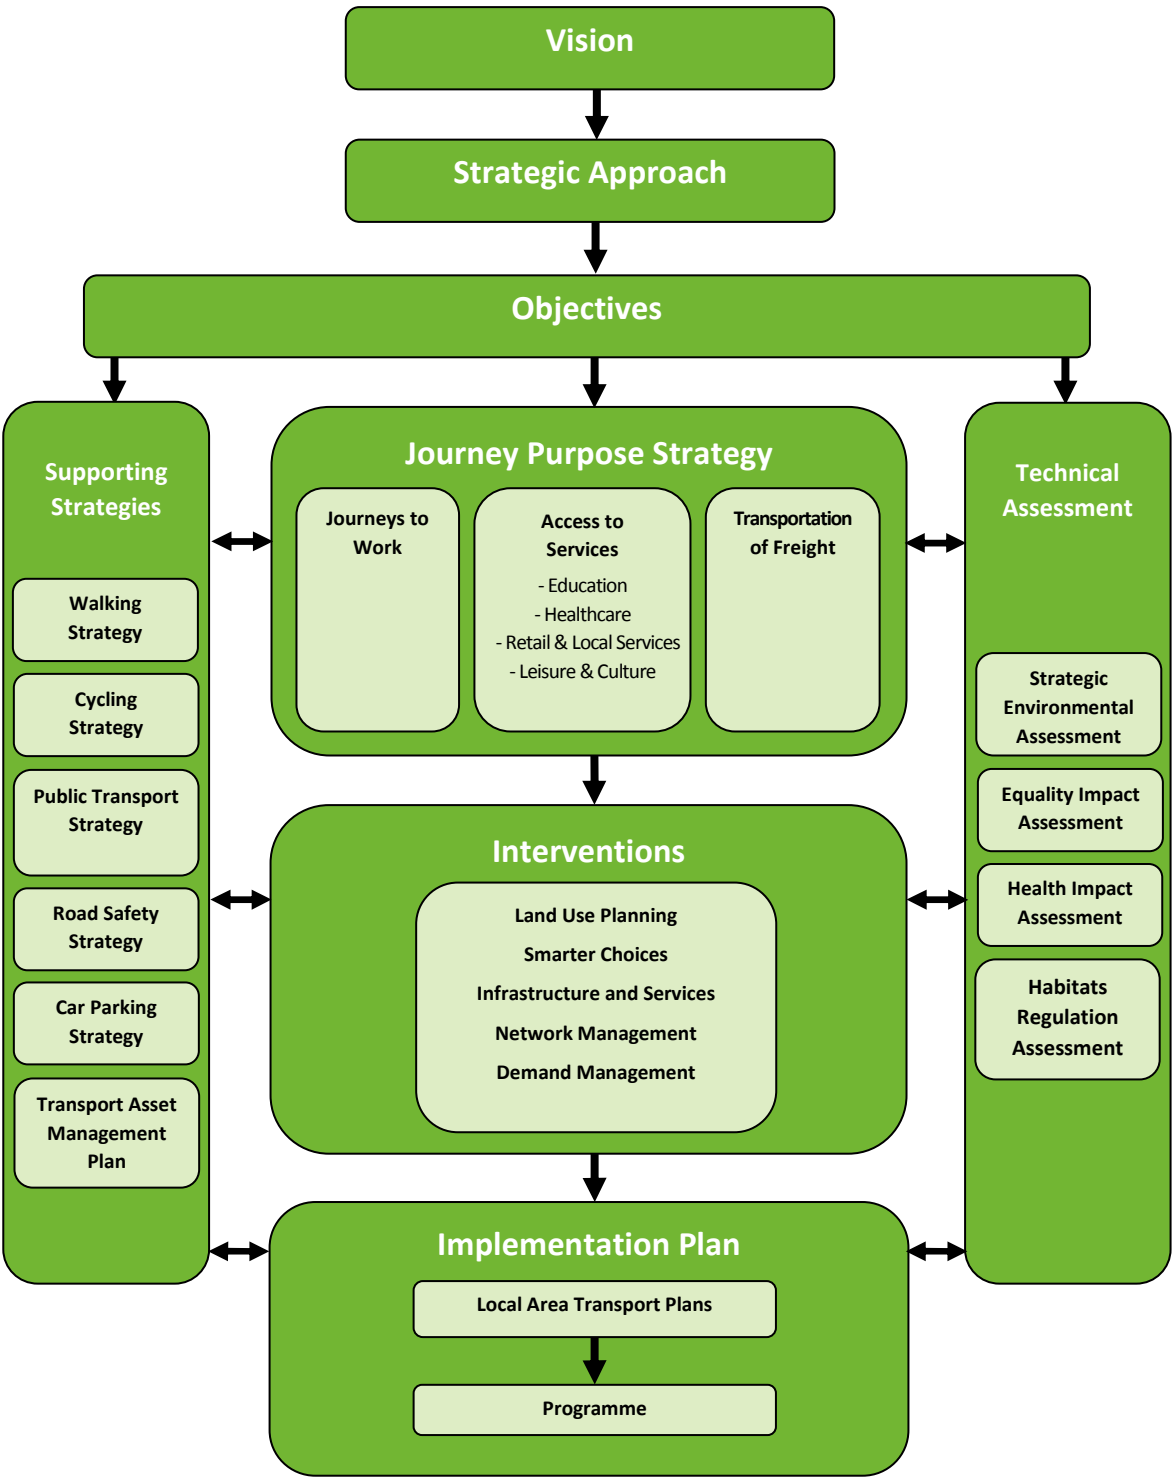 Vision
Strategic Approach
Objectives
Supporting
Strategies
Walking
Strategy
Cycling
Strategy
Public Transport
Strategy
Road Safety
Strategy
Car Parking
Strategy
Transport Asset
Management
Plan
Journey Purpose Strategy
Journeys to
Work
Access to
Services
- Education
- Healthcare
- Retail & Local Services
- Leisure & Culture
Transportation
of Freight
Interventions
Land Use Planning
Smarter Choices
Infrastructure and Services
Network Management
Demand Management
Implementation Plan
Local Area Transport Plans
Programme
Technical
Assessment
Strategic
Environmental
Assessment
Equality Impact
Assessment
Health Impact
Assessment
Habitats
Regulation
Assessment